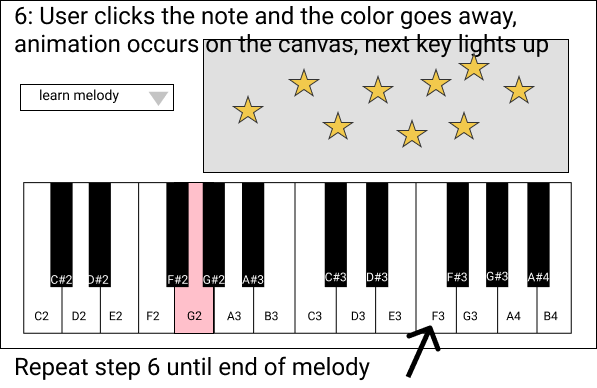 6: User clicks the note and the color goes away,
animation occurs on the canvas, next key lights up
learn melody
C#2 D#2 F#2 G#2 A#3 C#3 D#3 F#3 G#3 A#4
C2 D2 E2 F2 G2 A3 B3 C3 D3 E3 F3 G3 A4 B4
Repeat step 6 until end of melody